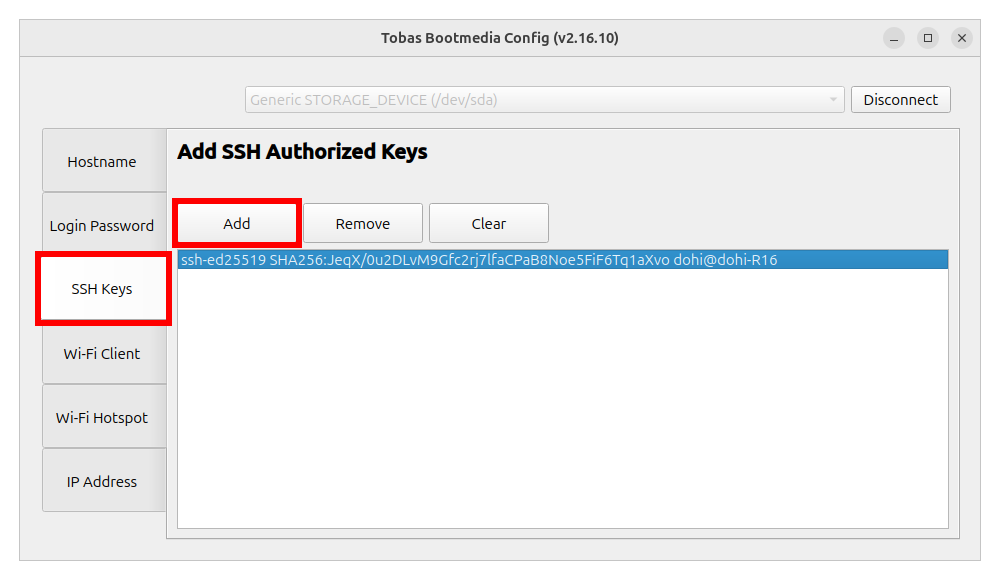 Tobas Bootmedia Config (v2.16.10)
Generic STORAGE_DEVICE (/dev/sda)
Disconnect
Hostname
Login Password
SSH Keys
Wi-Fi Client
Wi-Fi Hotspot
IP Address
Add SSH Authorized Keys
Add
Remove
Clear
ssh-ed25519 SHA256:JeqX/0u2DLvM9Gfc2rj7lfaCPaB8Noe5FiF6Tq1aXvo dohi@dohi-R16